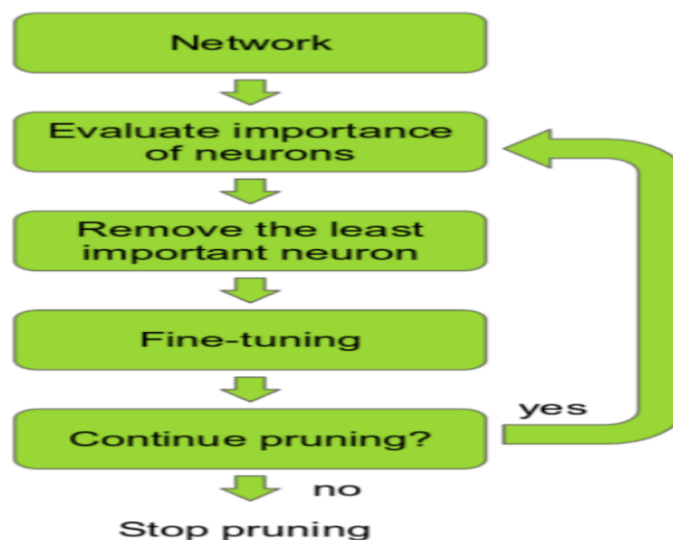 Network
Evaluate importance
of neurons
Remove the least
important neuron
Fine-tuning
Continue pruning?
yes
no
Stop pruning